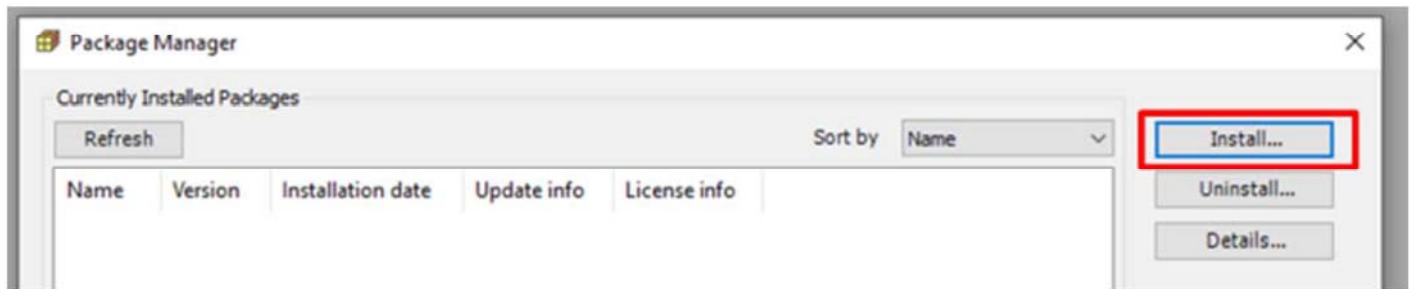 Package Manager
Currently Installed Packages
Refresh
Sort by Name
Install...
Name Version Installation date Update info License info
Uninstall...
Details...